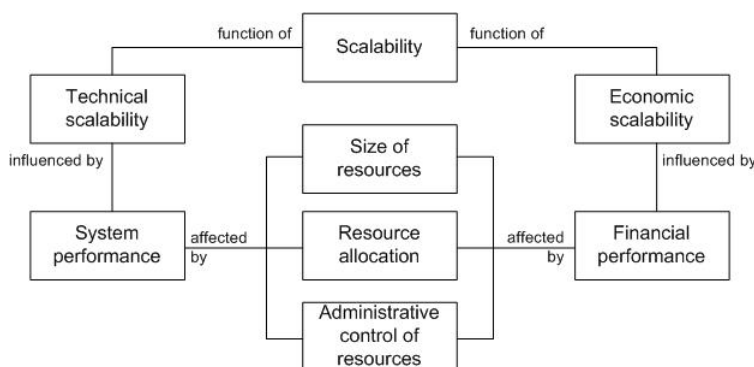 function of
Scalability
function of
Technical
scalability
Economic
scalability
influenced by
Size of
resources
influenced by
System
performance
affected
by
Resource
allocation
affected
by
Financial
performance
Administrative
control of
resources